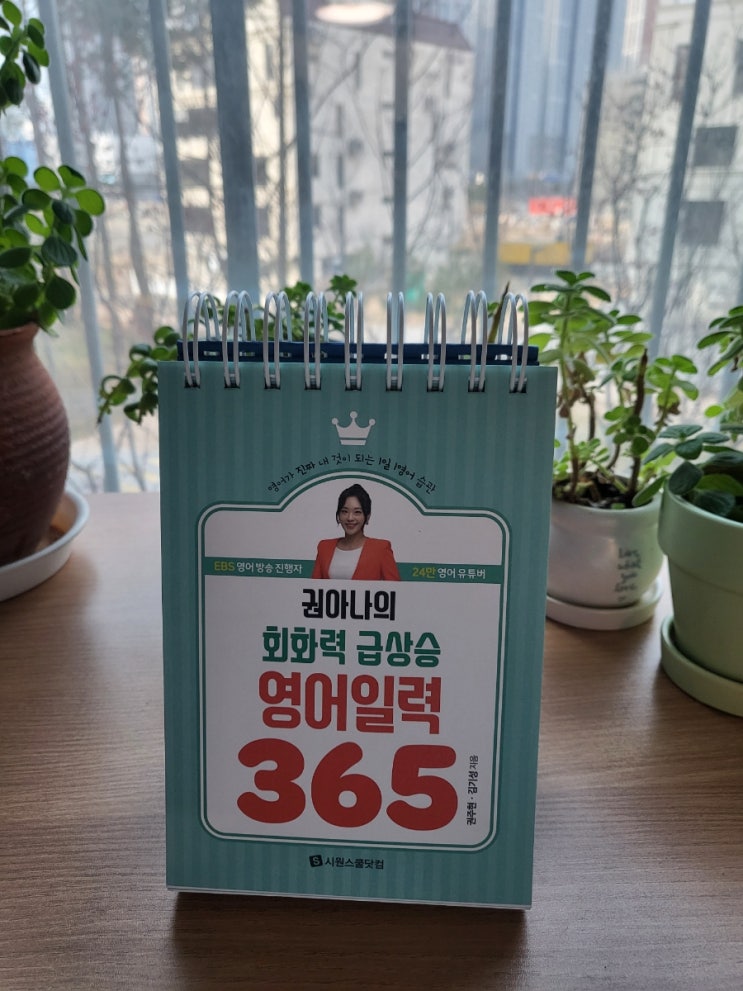 영어가 진짜 내 것이 되는 1일 1영어 습관
EBS 영어 방송 진행자
24만 영어 유튜버
권아나의
회화력 급상승
영어일력
365
권주현 · 김기성 지음
S 시원스쿨닷컴